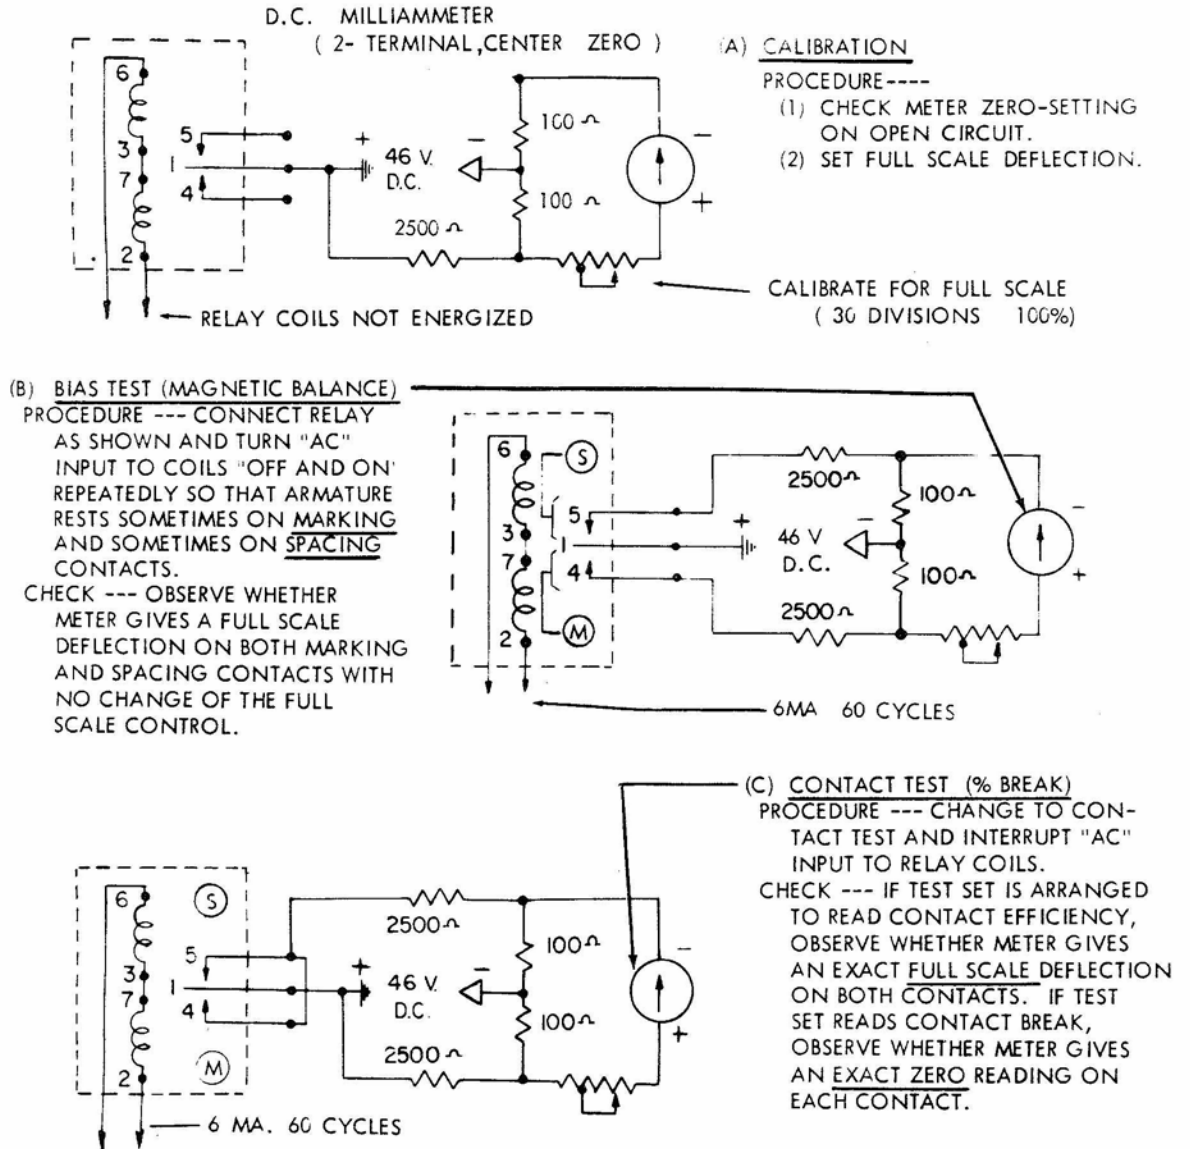 D.C. MILLIAMMETER
( 2- TERMINAL,CENTER ZERO )
(A) CALIBRATION
PROCEDURE----
(1) CHECK METER ZERO-SETTING
ON OPEN CIRCUIT.
(2) SET FULL SCALE DEFLECTION.
6
5
3
1
7
4
2
+
46 V.
D.C.
-
100 Ω
100 Ω
2500 Ω
-
+
CALIBRATE FOR FULL SCALE
( 30 DIVISIONS 100%)
RELAY COILS NOT ENERGIZED
(B) BIAS TEST (MAGNETIC BALANCE)
PROCEDURE --- CONNECT RELAY
AS SHOWN AND TURN "AC"
INPUT TO COILS "OFF AND ON'
REPEATEDLY SO THAT ARMATURE
RESTS SOMETIMES ON MARKING
AND SOMETIMES ON SPACING
CONTACTS.
CHECK --- OBSERVE WHETHER
METER GIVES A FULL SCALE
DEFLECTION ON BOTH MARKING
AND SPACING CONTACTS WITH
NO CHANGE OF THE FULL
SCALE CONTROL.
6
S
5
3
1
7
4
2
M
+
46 V
D.C.
-
2500Ω
100Ω
100Ω
2500Ω
-
+
6MA 60 CYCLES
(C) CONTACT TEST (% BREAK)
PROCEDURE --- CHANGE TO CON-
TACT TEST AND INTERRUPT "AC"
INPUT TO RELAY COILS.
CHECK --- IF TEST SET IS ARRANGED
TO READ CONTACT EFFICIENCY,
OBSERVE WHETHER METER GIVES
AN EXACT FULL SCALE DEFLECTION
ON BOTH CONTACTS. IF TEST
SET READS CONTACT BREAK,
OBSERVE WHETHER METER GIVES
AN EXACT ZERO READING ON
EACH CONTACT.
6
S
5
3
1
7
4
2
M
+
46 V.
D.C.
-
2500Ω
100Ω
100Ω
2500Ω
-
+
6 MA. 60 CYCLES